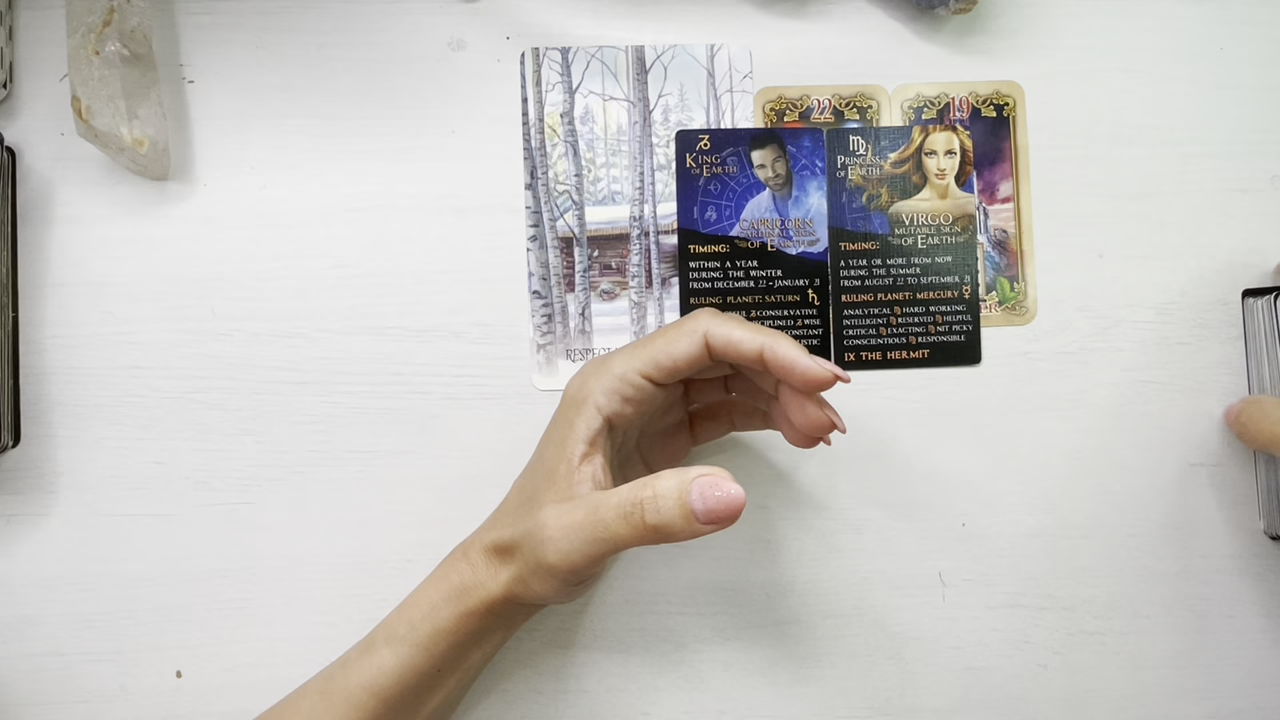 22
19
KING
OF EARTH
CAPRICORN
CARDINAL SIGN
OF EARTH
TIMING:
WITHIN A YEAR
DURING THE WINTER
FROM DECEMBER 22 - JANUARY 21
RULING PLANET: SATURN ♄
CONSERVATIVE
WISE
PRINCESS
OF EARTH
VIRGO
MUTABLE SIGN
OF EARTH
TIMING:
A YEAR OR MORE FROM NOW
DURING THE SUMMER
FROM AUGUST 22 TO SEPTEMBER 21
RULING PLANET: MERCURY ☿
ANALYTICAL ♍ HARD WORKING
INTELLIGENT ♍ RESERVED ♍ HELPFUL
CRITICAL ♍ EXACTING ♍ NIT PICKY
CONSCIENTIOUS ♍ RESPONSIBLE
IX THE HERMIT